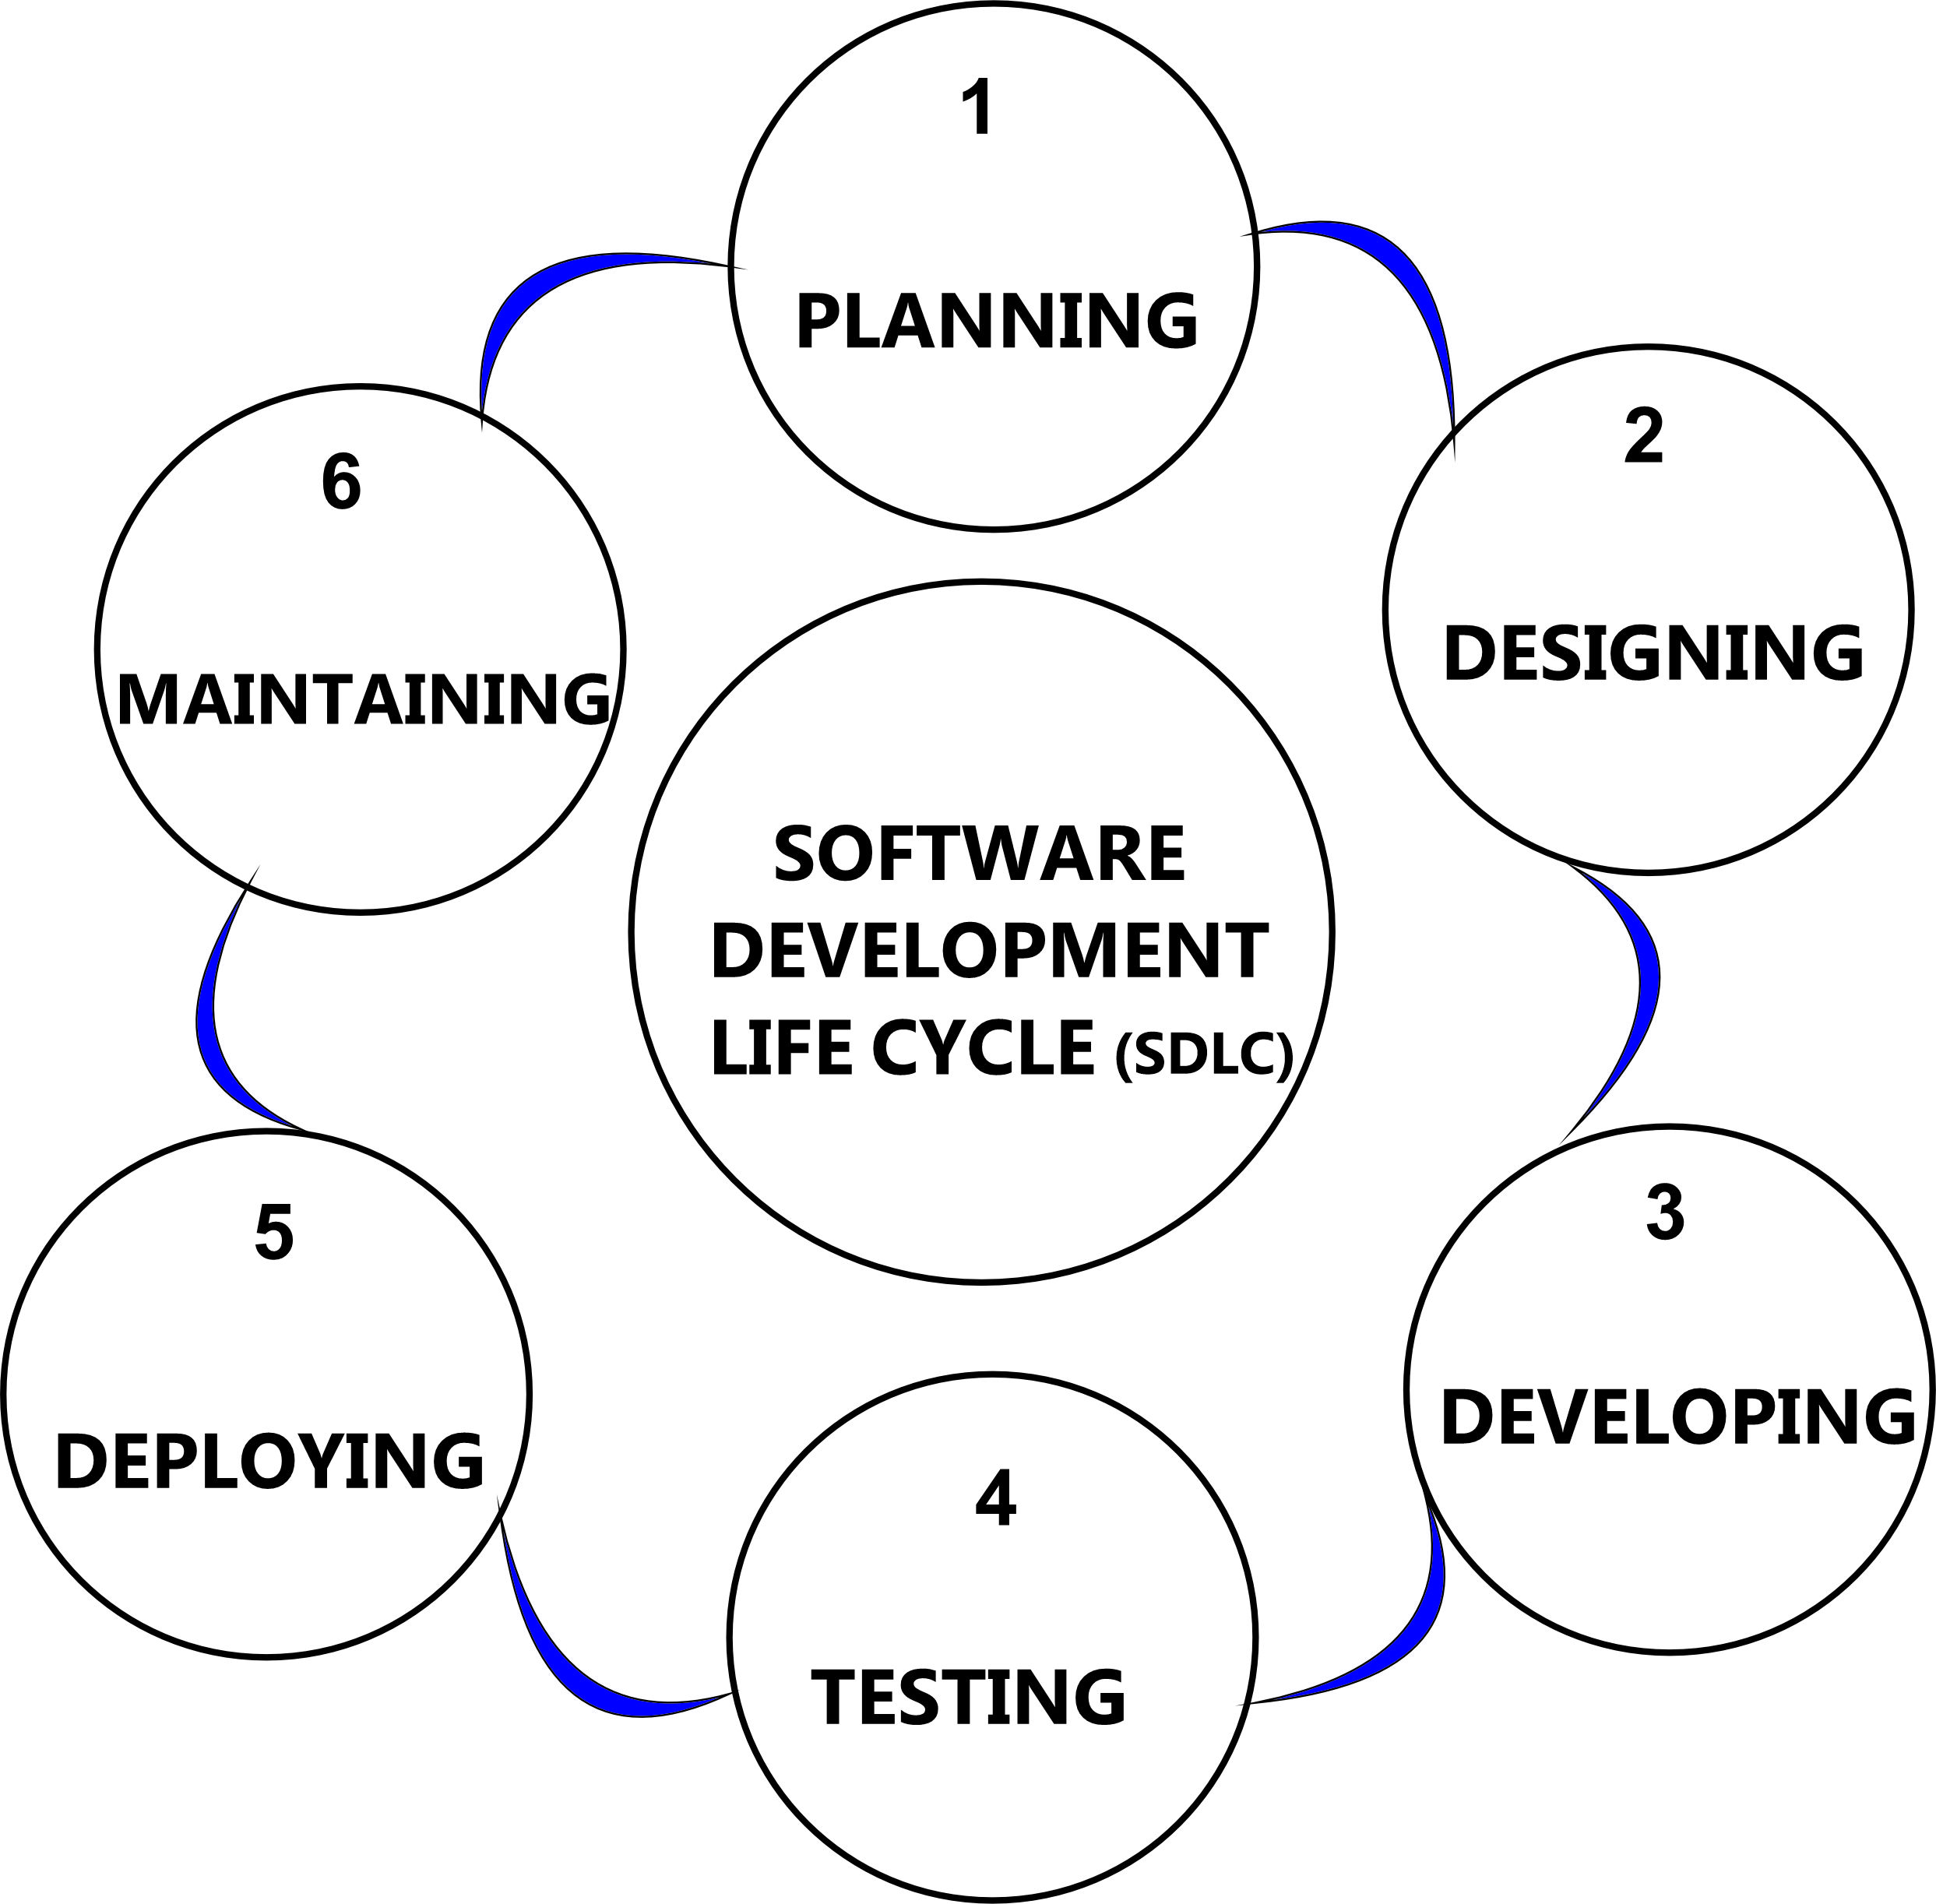 1
PLANNING
2
DESIGNING
3
DEVELOPING
4
TESTING
5
DEPLOYING
6
MAINTAINING
SOFTWARE
DEVELOPMENT
LIFE CYCLE (SDLC)